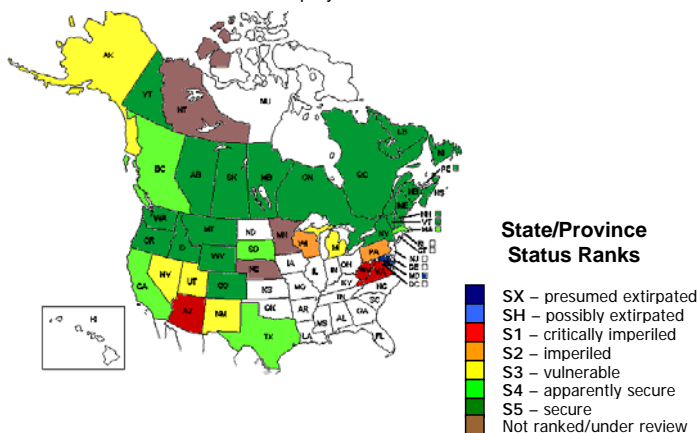 AK
YT
NT
NU
BC
AB
SK
MB
ON
QC
LB
NF
PE
NB
NS
ME
NH
VT
MA
NY
RI
CT
NJ
DE
MD
DC
WA
OR
ID
MT
WY
ND
SD
MN
WI
MI
NE
IA
IL
IN
OH
PA
WV
VA
CA
NV
UT
CO
KS
MO
KY
NC
TN
SC
AZ
NM
OK
AR
TX
LA
MS
AL
GA
FL
HI
State/Province
Status Ranks
SX – presumed extirpated
SH – possibly extirpated
S1 – critically imperiled
S2 – imperiled
S3 – vulnerable
S4 – apparently secure
S5 – secure
Not ranked/under review